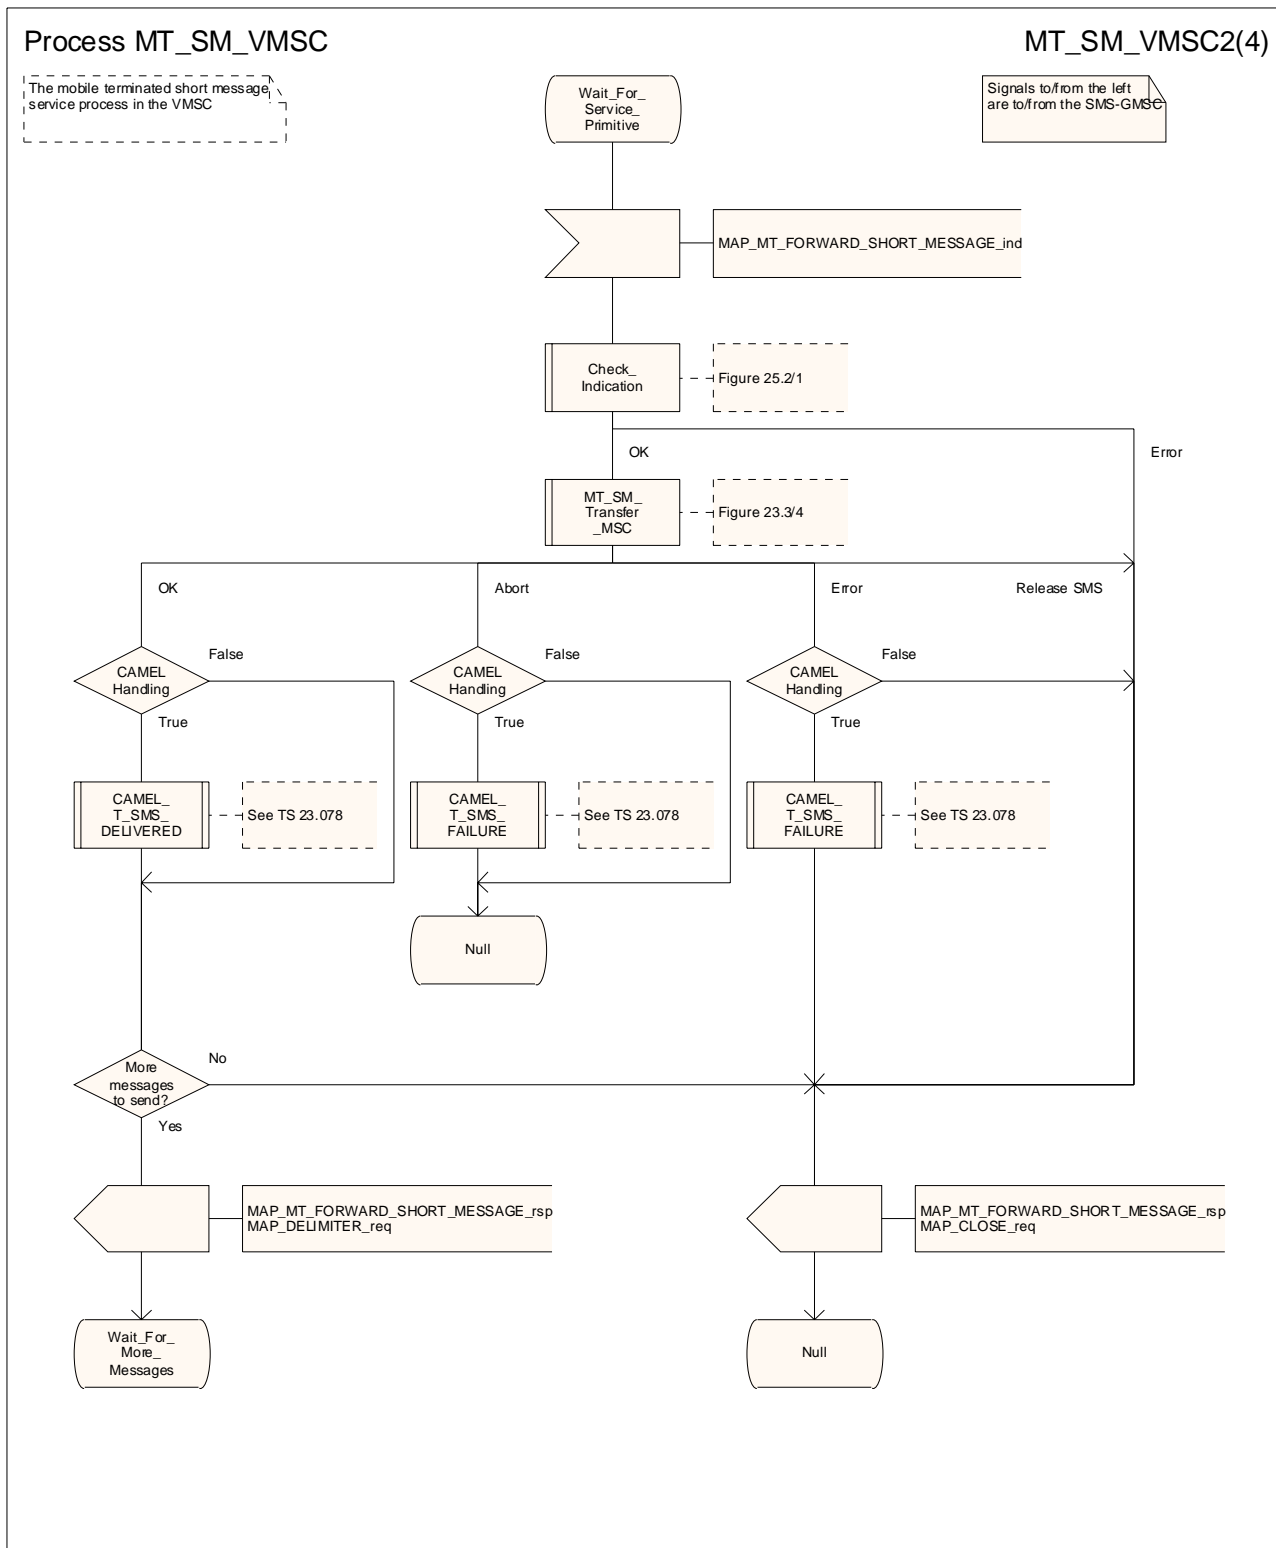 Process MT_SM_VMSC
MT_SM_VMSC2(4)
The mobile terminated short message
service process in the VMSC
Wait_For_
Service_
Primitive
Signals to/from the left
are to/from the SMS-GMSC
MAP_MT_FORWARD_SHORT_MESSAGE_ind
Check_
Indication
Figure 25.2/1
OK
Error
MT_SM_
Transfer
_MSC
Figure 23.3/4
OK
Abort
Error
Release SMS
CAMEL
Handling
False
True
CAMEL
Handling
False
True
CAMEL
Handling
False
True
CAMEL_
T_SMS_
DELIVERED
See TS 23.078
CAMEL_
T_SMS_
FAILURE
See TS 23.078
CAMEL_
T_SMS_
FAILURE
See TS 23.078
Null
More
messages
to send?
No
Yes
MAP_MT_FORWARD_SHORT_MESSAGE_rsp
MAP_DELIMITER_req
MAP_MT_FORWARD_SHORT_MESSAGE_rsp
MAP_CLOSE_req
Wait_For_
More_
Messages
Null